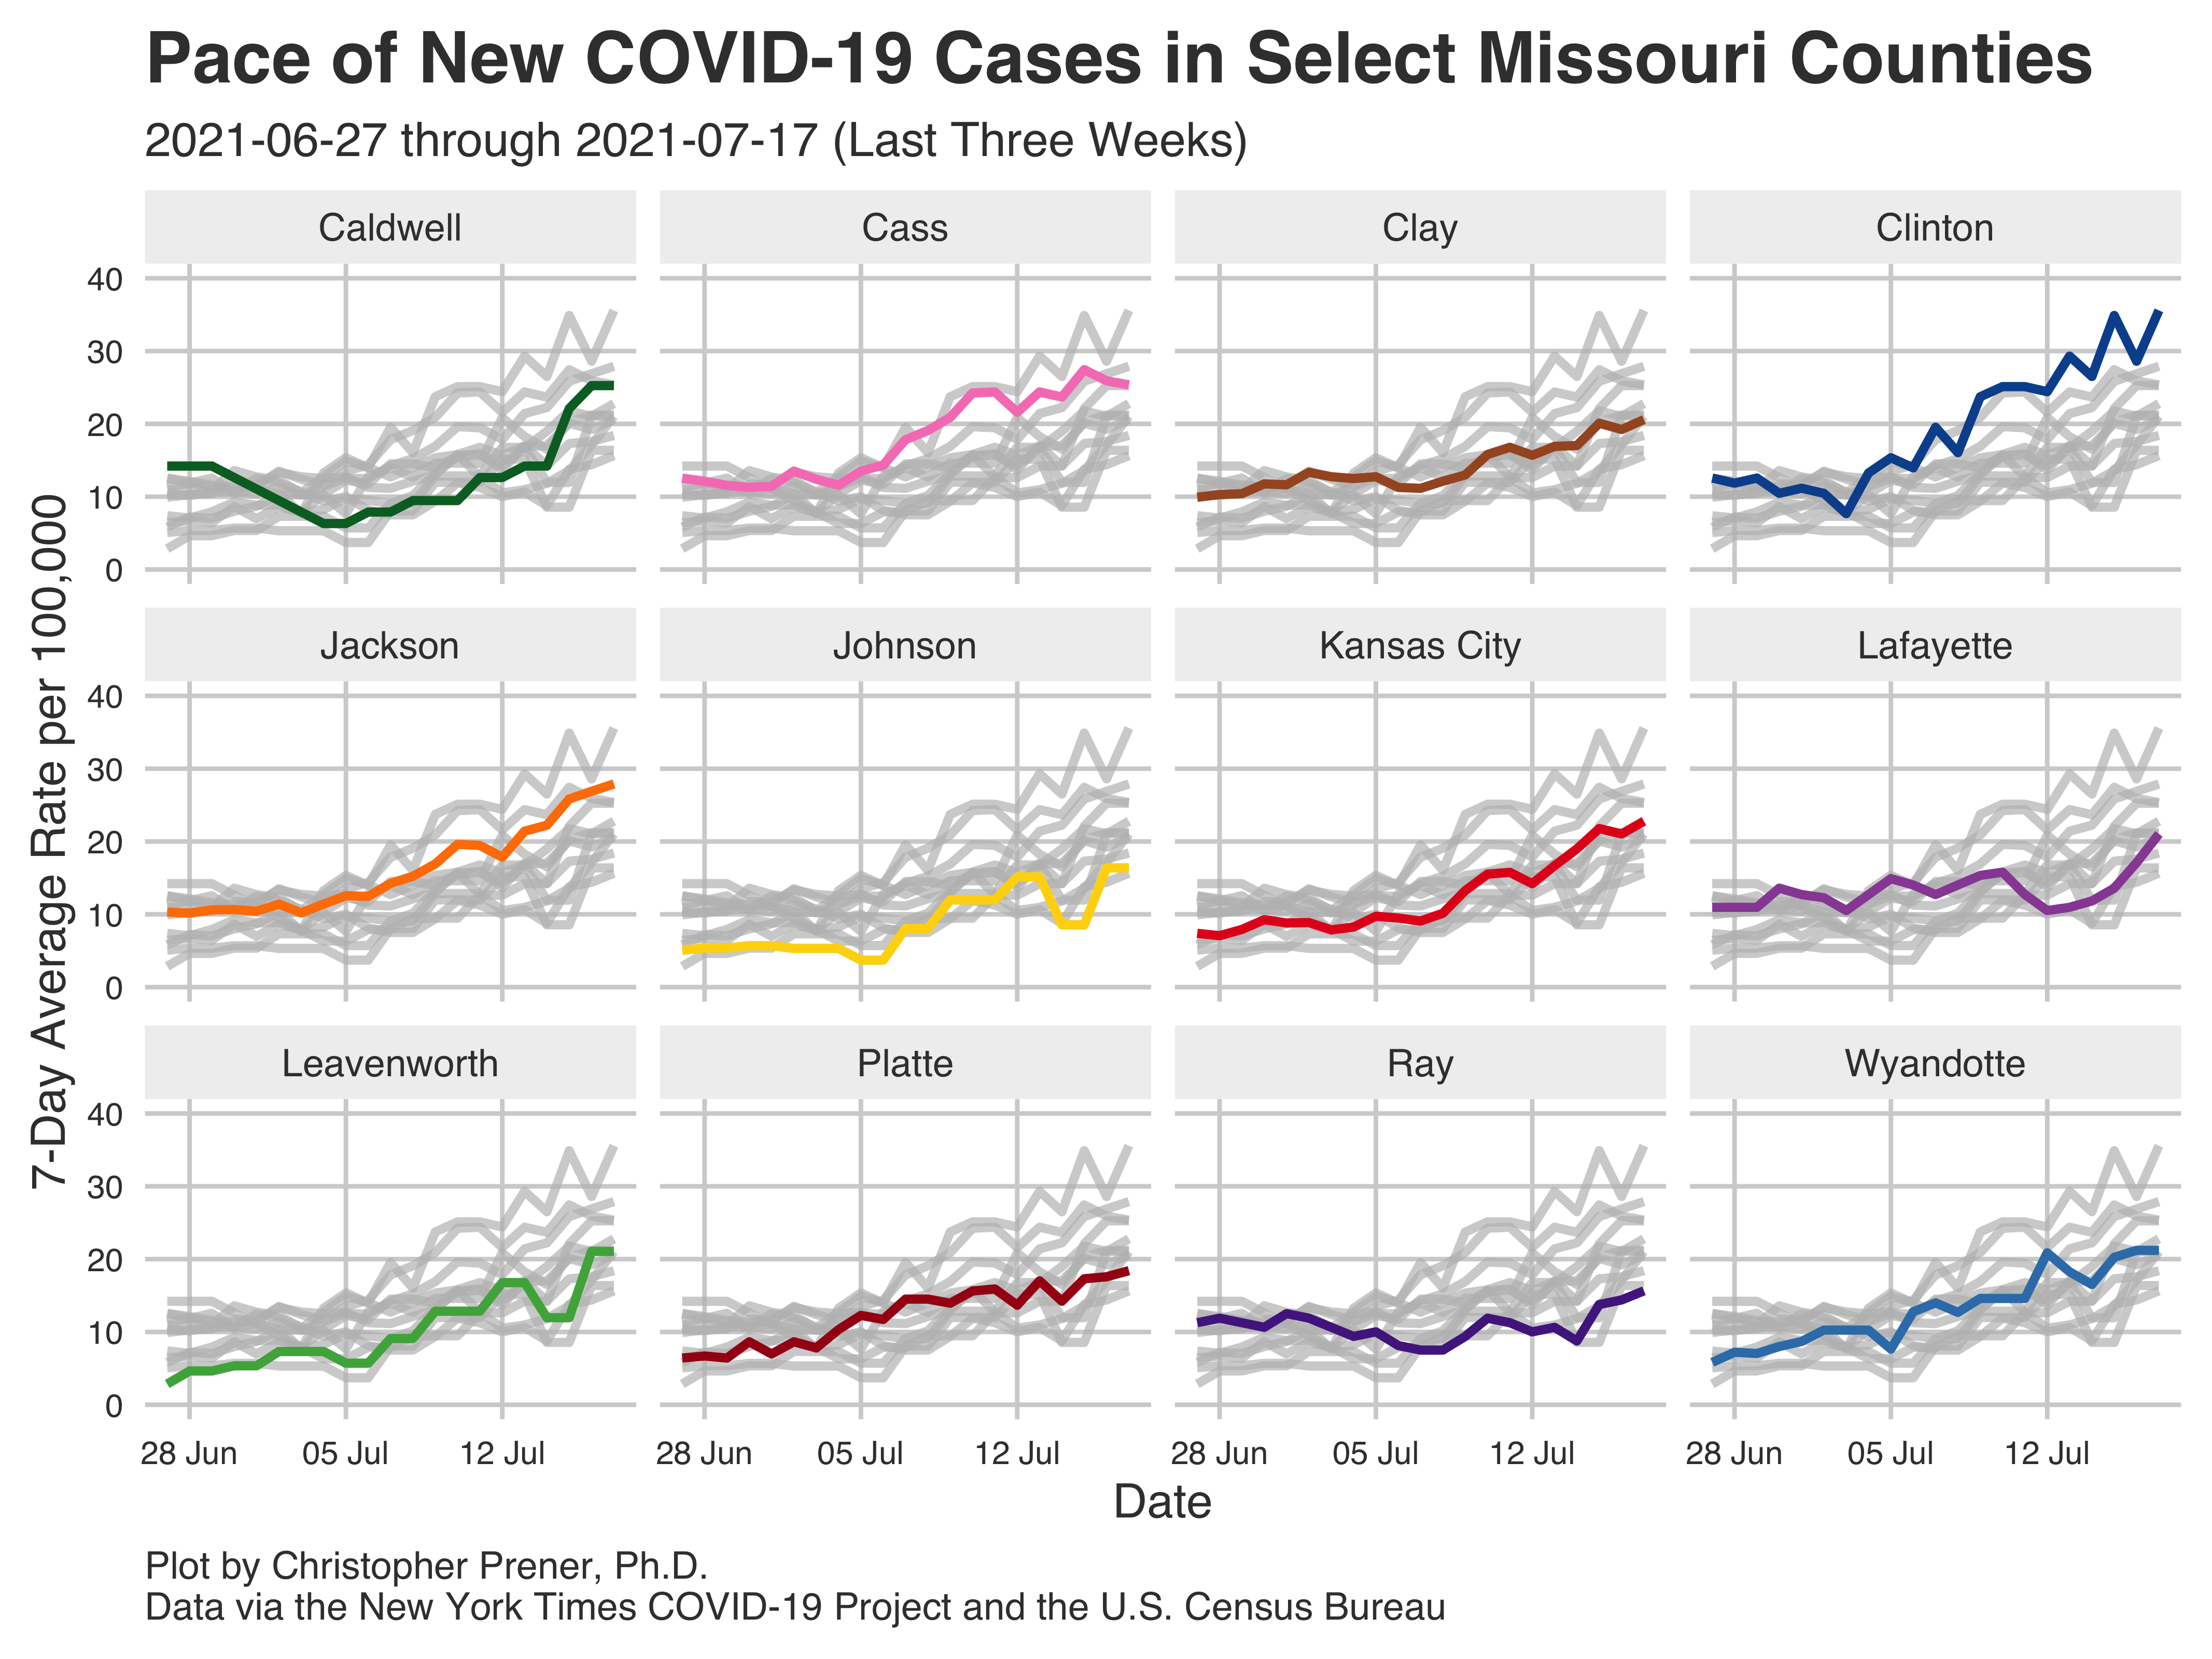 Pace of New COVID-19 Cases in Select Missouri Counties
2021-06-27 through 2021-07-17 (Last Three Weeks)
Caldwell
Cass
Clay
Clinton
40
30
20
10
0
Jackson
Johnson
Kansas City
Lafayette
40
30
20
10
0
Leavenworth
Platte
Ray
Wyandotte
40
30
20
10
0
7-Day Average Rate per 100,000
28 Jun 05 Jul 12 Jul
28 Jun 05 Jul 12 Jul
28 Jun 05 Jul 12 Jul
28 Jun 05 Jul 12 Jul
Date
Plot by Christopher Prener, Ph.D.
Data via the New York Times COVID-19 Project and the U.S. Census Bureau